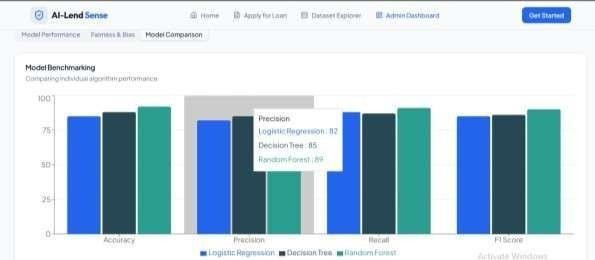 AI-Lend Sense Home Apply for Loan Dataset Explorer Admin Dashboard Get Started
Model Performance Fairness & Bias Model Comparison
Model Benchmarking
Comparing individual algorithm performance
100
75
50
25
0
Precision
Logistic Regression : 82
Decision Tree : 85
Random Forest : 89
Accuracy Precision Recall F1 Score
Logistic Regression Decision Tree Random Forest
Activate Windows